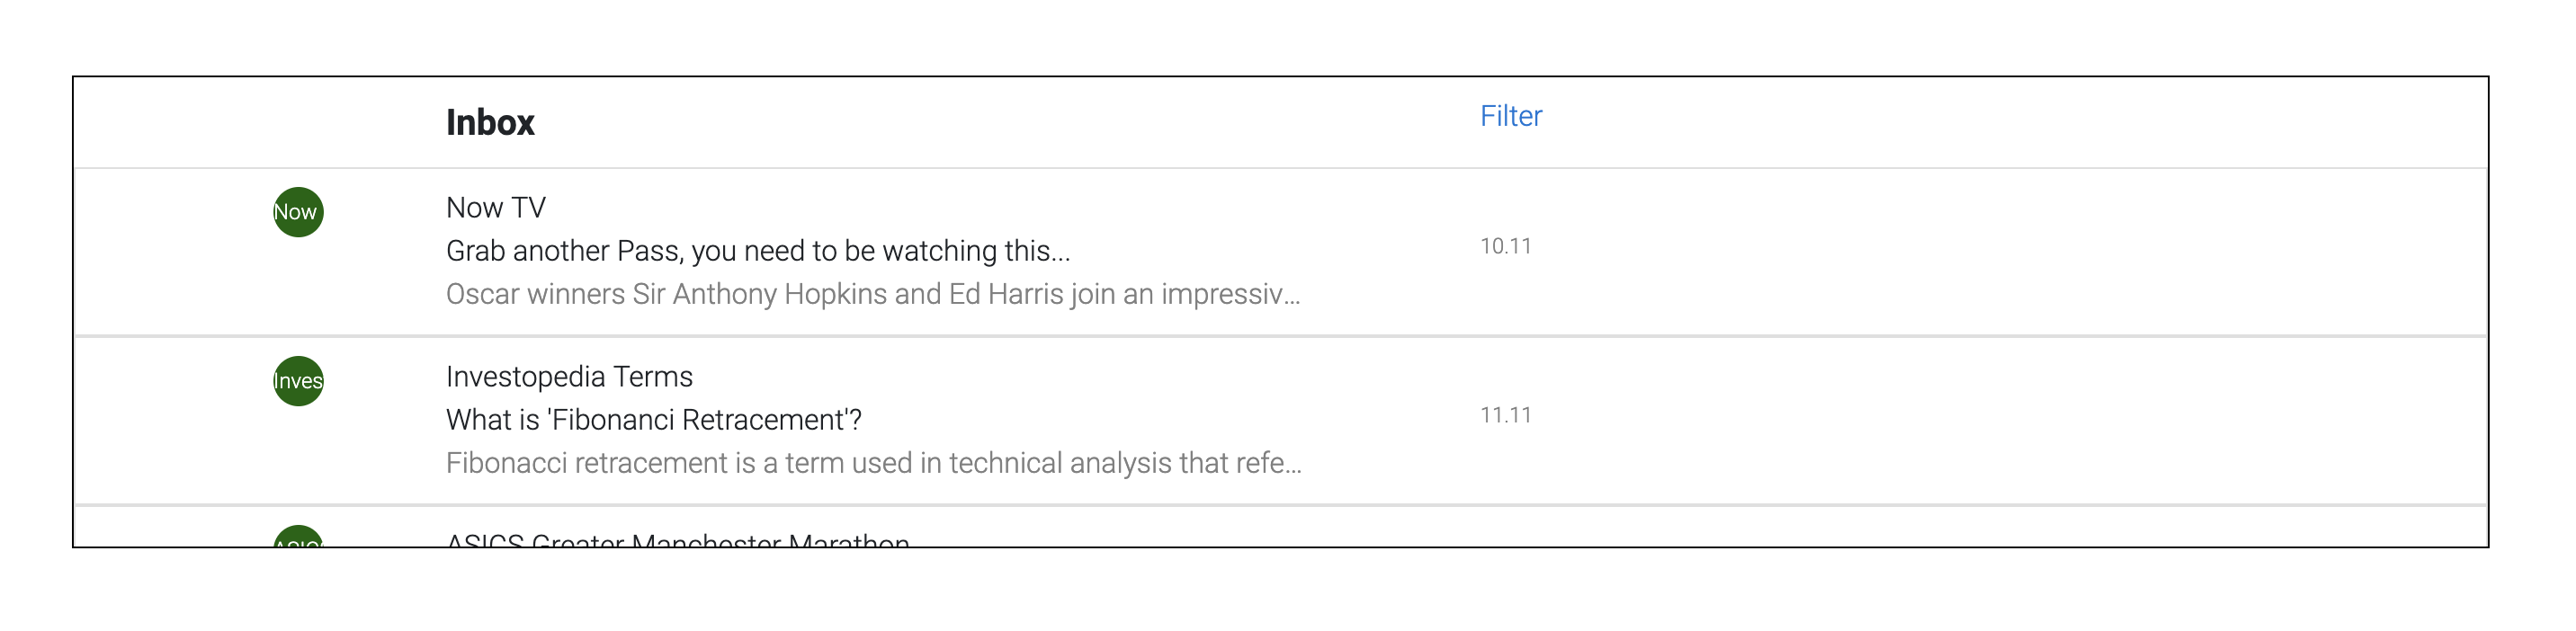 Inbox
Filter
Now
Now TV
Grab another Pass, you need to be watching this...
10.11
Oscar winners Sir Anthony Hopkins and Ed Harris join an impressiv...
Inves
Investopedia Terms
What is 'Fibonanci Retracement'?
11.11
Fibonacci retracement is a term used in technical analysis that refe...
ASICS Greater Manchester Marathon